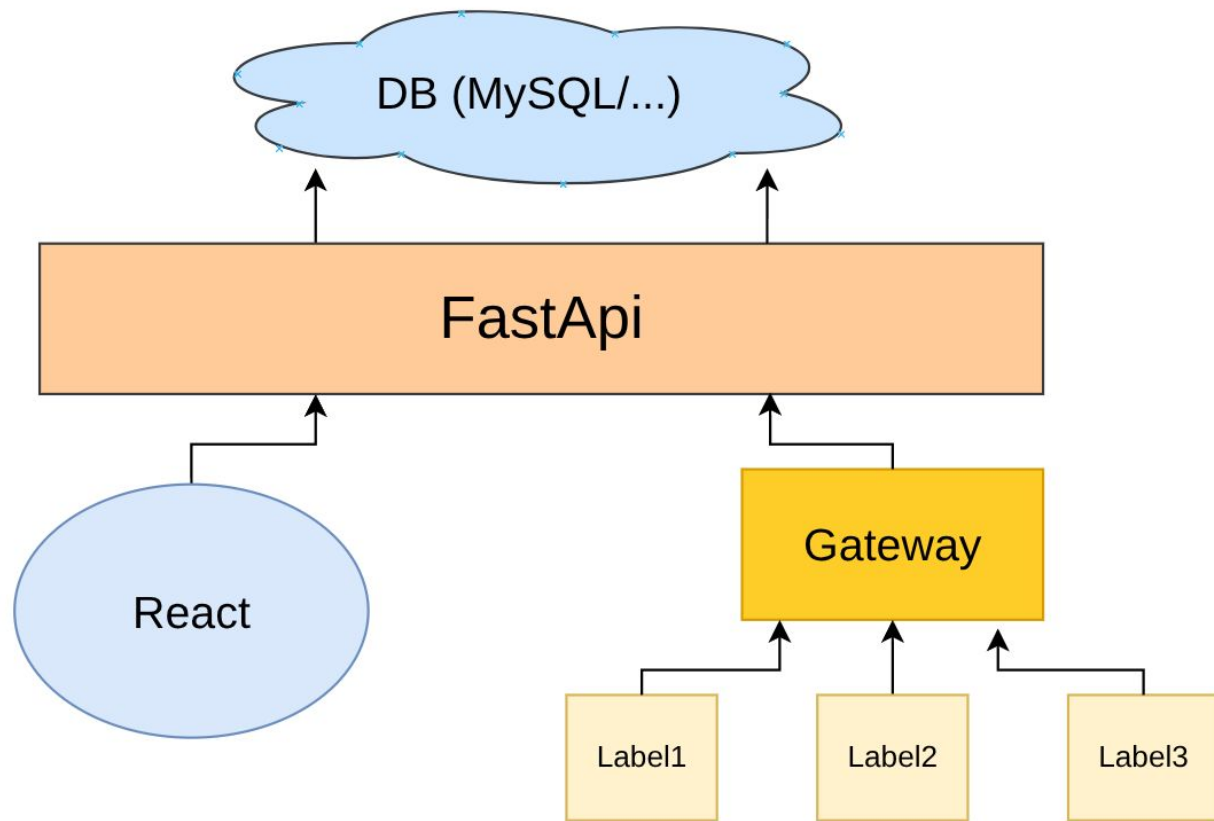 DB (MySQL/...)
FastApi
React
Gateway
Label1
Label2
Label3